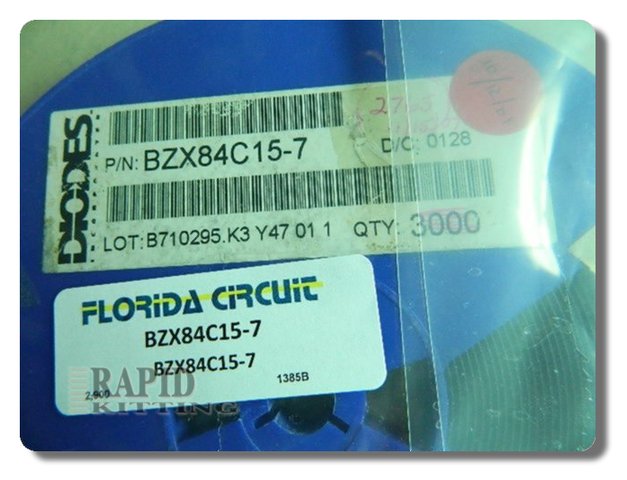 DIODES
P/N: BZX84C15-7
D/C: 0128
LOT: B710295.K3 Y47 01 1 QTY: 3000
FLORIDA CIRCUIT
BZX84C15-7
BZX84C15-7
1385B
RAPID
KITTING